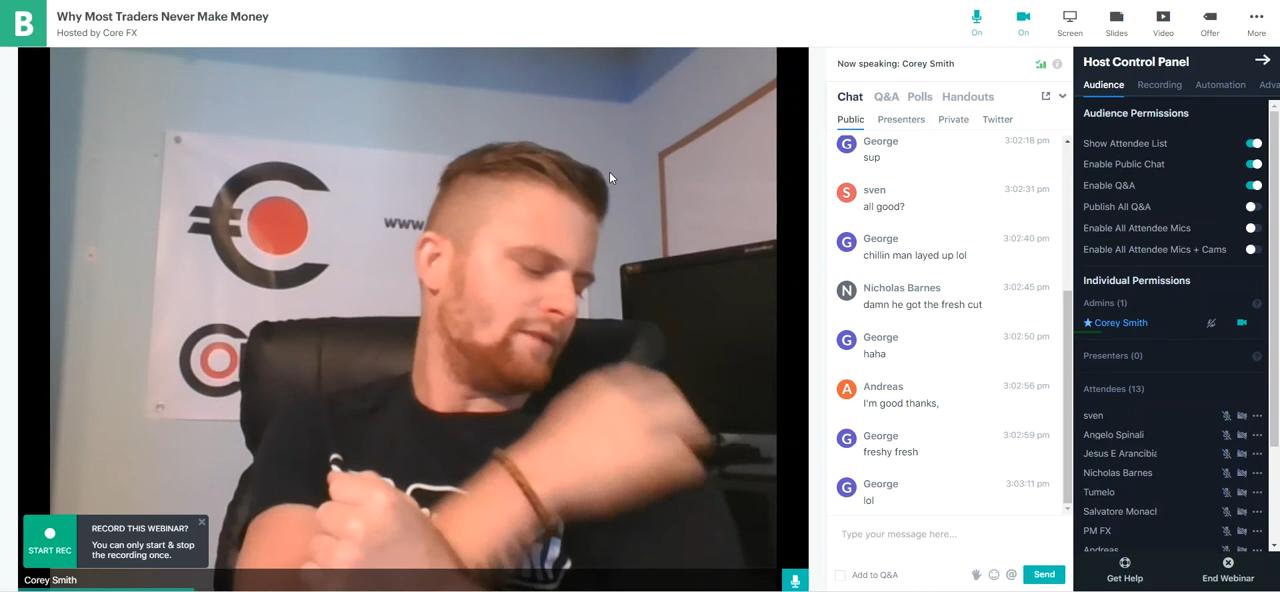 B
Why Most Traders Never Make Money
Hosted by Core FX
On
On
Screen
Slides
Video
Offer
More
www.
RECORD THIS WEBINAR?
You can only start & stop
the recording once.
START REC
Corey Smith
Now speaking: Corey Smith
Chat
Q&A
Polls
Handouts
Public
Presenters
Private
Twitter
G
George
3:02:18 pm
sup
S
sven
3:02:31 pm
all good?
G
George
3:02:40 pm
chillin man layed up lol
N
Nicholas Barnes
3:02:45 pm
damn he got the fresh cut
G
George
3:02:50 pm
haha
A
Andreas
3:02:56 pm
I'm good thanks,
G
George
3:02:59 pm
freshy fresh
G
George
3:03:11 pm
lol
Type your message here...
Add to Q&A
Send
Host Control Panel
Audience
Recording
Automation
Adva
Audience Permissions
Show Attendee List
Enable Public Chat
Enable Q&A
Publish All Q&A
Enable All Attendee Mics
Enable All Attendee Mics + Cams
Individual Permissions
Admins (1)
Corey Smith
Presenters (0)
Attendees (13)
sven
Angelo Spinali
Jesus E Arancibia
Nicholas Barnes
Tumelo
Salvatore Monacl
PM FX
Andreas
Get Help
End Webinar